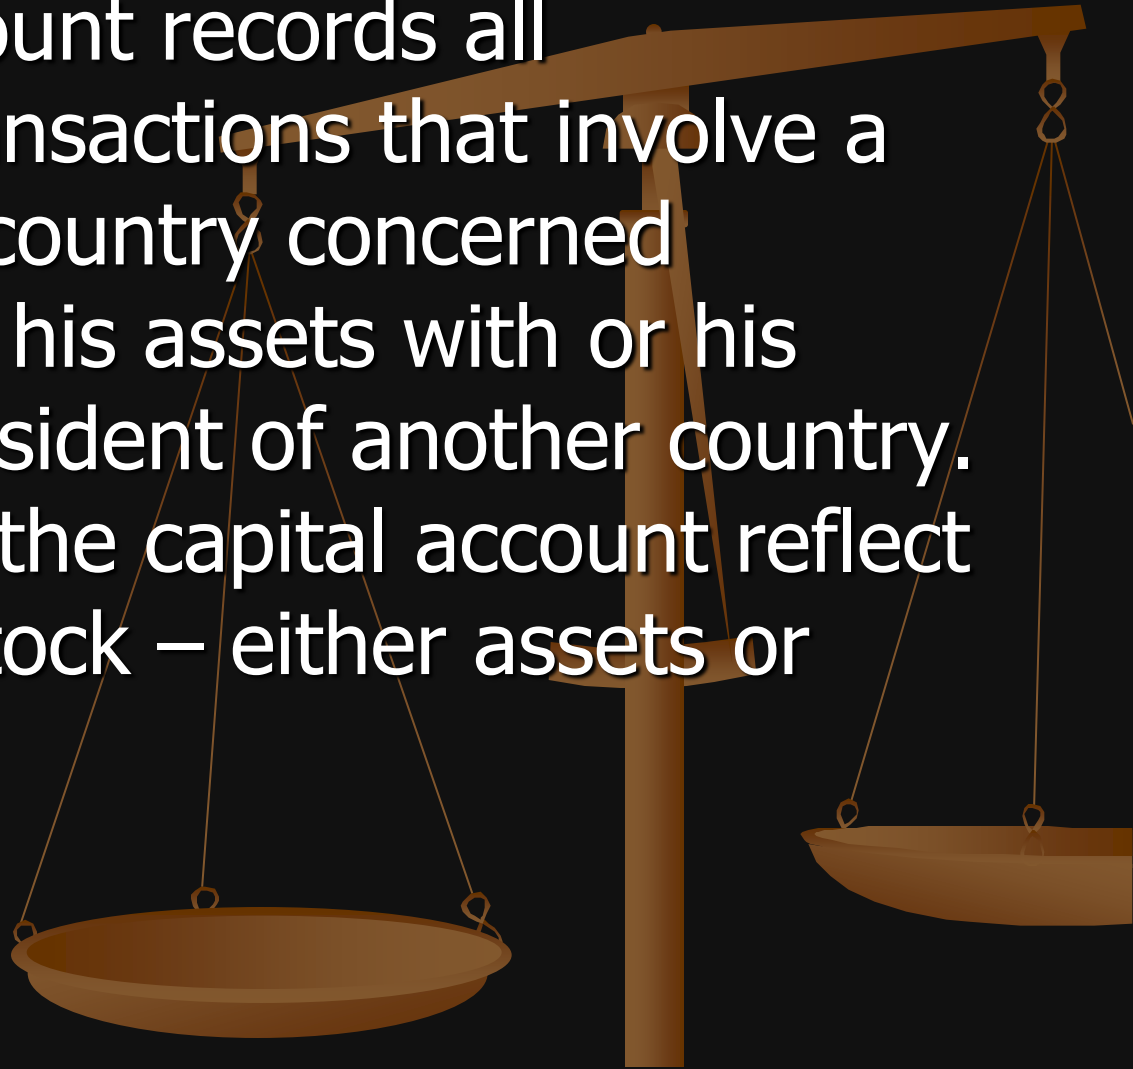 ount records all
nsactions that involve a
country concerned
his assets with or his
sident of another country.
the capital account reflect
tock – either assets or